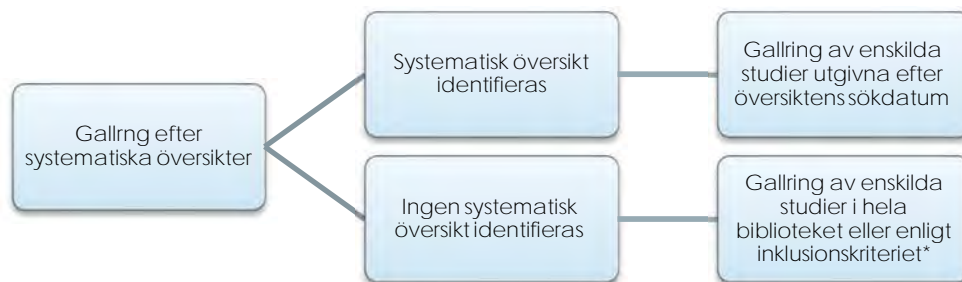 Gallrng efter
systematiska översikter
Systematisk översikt
identifieras
Gallring av enskilda
studier utgivna efter
översiktens sökdatum
Ingen systematisk
översikt identifieras
Gallring av enskilda
studier i hela
biblioteket eller enligt
inklusionskriteriet*